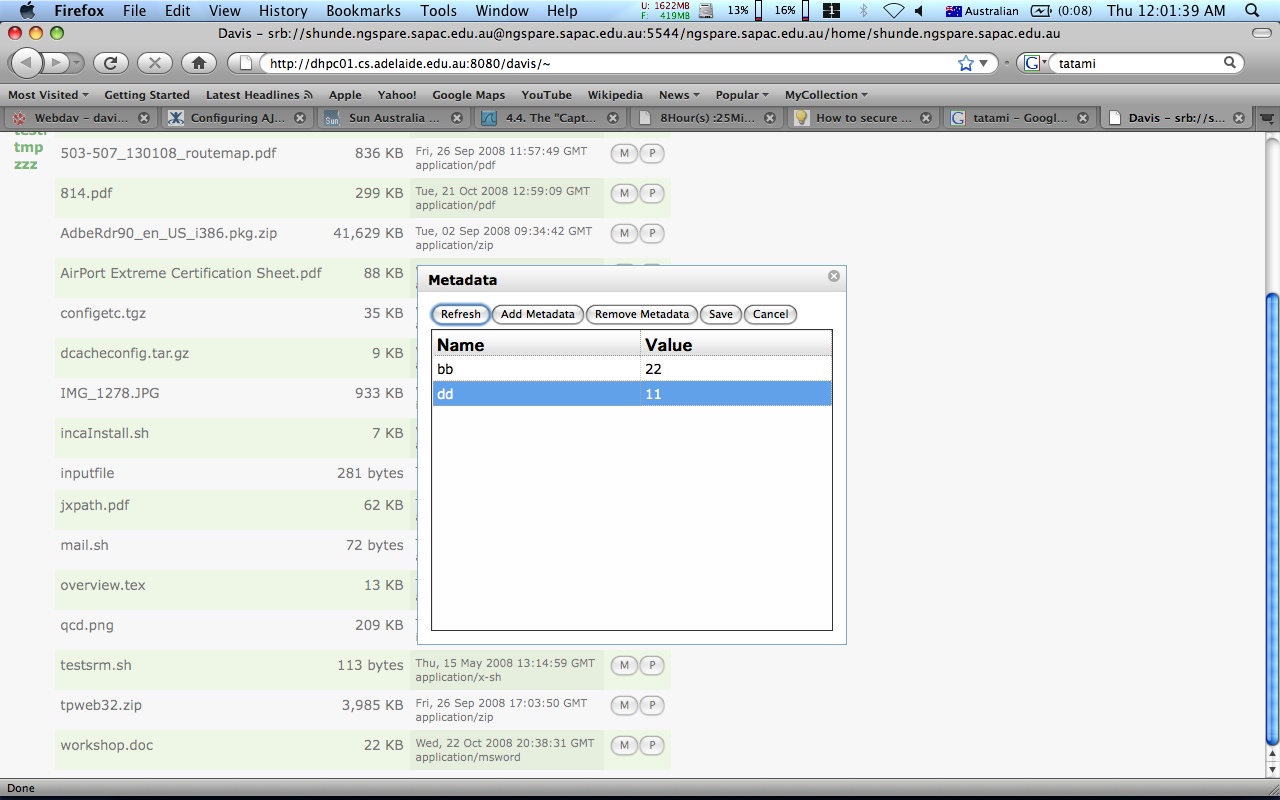 Firefox File Edit View History Bookmarks Tools Window Help U: 1622MB F: 419MB 13% 16% 1 Australian (0:08) Thu 12:01:39 AM
Davis – srb://shunde.ngspare.sapac.edu.au@ngspare.sapac.edu.au:5544/ngspare.sapac.edu.au/home/shunde.ngspare.sapac.edu.au
http://dhpc01.cs.adelaide.edu.au:8080/davis/~ G tatami
Most Visited Getting Started Latest Headlines Apple Yahoo! Google Maps YouTube Wikipedia News Popular MyCollection
Webdav – davi... Configuring AJ... Sun Sun Australia ... 4.4. The "Capt... 8Hour(s) :25Mi... How to secure ... G tatami – Googl... Davis – srb://s...
tmp
zzz
503-507_130108_routemap.pdf 836 KB Fri, 26 Sep 2008 11:57:49 GMT M P
application/pdf
814.pdf 299 KB Tue, 21 Oct 2008 12:59:09 GMT M P
application/pdf
AdbeRdr90_en_US_i386.pkg.zip 41,629 KB Tue, 02 Sep 2008 09:34:42 GMT M P
application/zip
AirPort Extreme Certification Sheet.pdf 88 KB
configetc.tgz 35 KB
dcacheconfig.tar.gz 9 KB
IMG_1278.JPG 933 KB
incaInstall.sh 7 KB
inputfile 281 bytes
jxpath.pdf 62 KB
mail.sh 72 bytes
overview.tex 13 KB
qcd.png 209 KB
Metadata
Refresh Add Metadata Remove Metadata Save Cancel
Name Value
bb 22
dd 11
testsrm.sh 113 bytes Thu, 15 May 2008 13:14:59 GMT M P
application/x-sh
tpweb32.zip 3,985 KB Fri, 26 Sep 2008 17:03:50 GMT M P
application/zip
workshop.doc 22 KB Wed, 22 Oct 2008 20:38:31 GMT M P
application/msword
Done